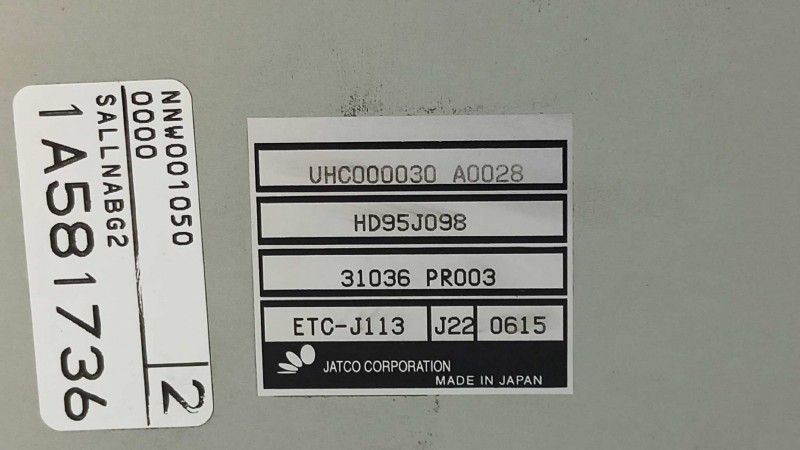 NNW001050
0000
SALLNABG2
1A581736
2
UHC000030 A0028
HD95J098
31036 PR003
ETC-J113 J22 0615
JATCO CORPORATION
MADE IN JAPAN